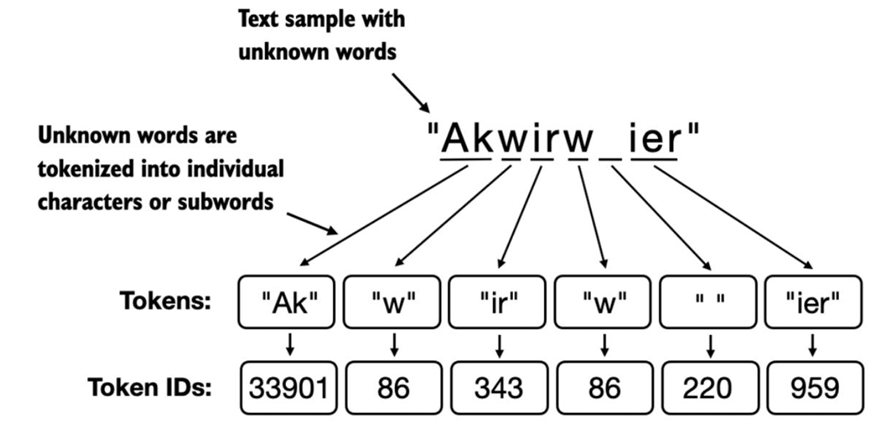 Text sample with
unknown words
"Akwirw ier"
Unknown words are
tokenized into individual
characters or subwords
Tokens: "Ak" "w" "ir" "w" " " "ier"
Token IDs: 33901 86 343 86 220 959